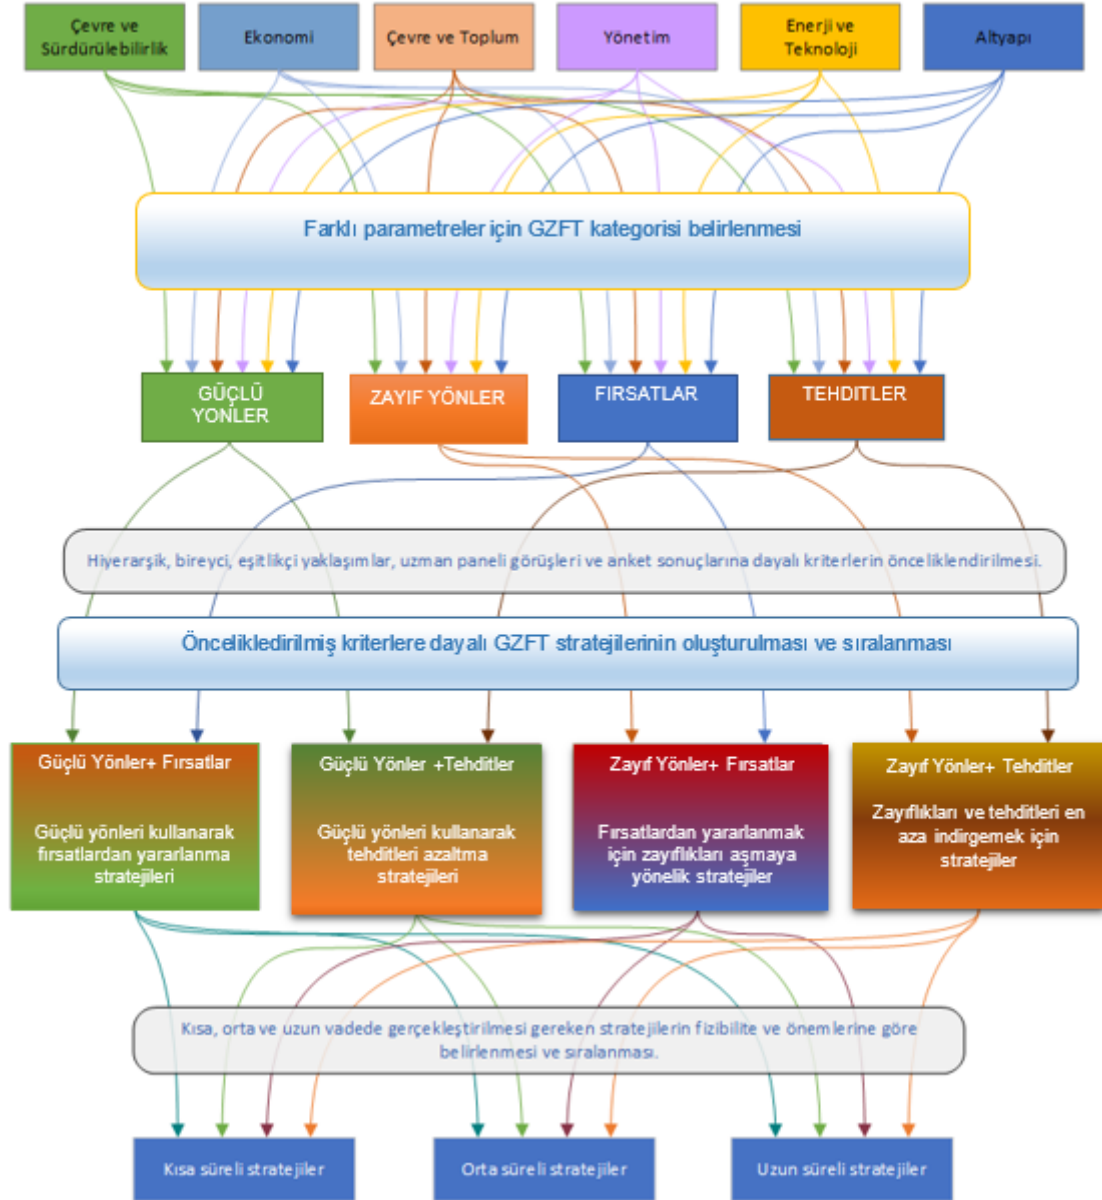 Çevre ve
Sürdürülebilirlik
Ekonomi
Çevre ve Toplum
Yönetim
Enerji ve
Teknoloji
Altyapı
Farklı parametreler için GZFT kategorisi belirlenmesi
GÜÇLÜ
YONLER
ZAYIF YÖNLER
FIRSATLAR
TEHDITLER
Hiyerarşik, bireyci, eşitlikçi yaklaşımlar, uzman paneli görüşleri ve anket sonuçlarına dayalı kriterlerin önceliklendirilmesi.
Öncelikledirilmiş kriterlere dayalı GZFT stratejilerinin oluşturulması ve sıralanması
Güçlü Yönler+ Fırsatlar
Güçlü yönleri kullanarak
fırsatlardan yararlanma
stratejileri
Güçlü Yönler +Tehditler
Güçlü yönleri kullanarak
tehditleri azaltma
stratejileri
Zayıf Yönler+ Fırsatlar
Fırsatlardan yararlanmak
için zayıflıkları aşmaya
yönelik stratejiler
Zayıf Yönler+ Tehditler
Zayıflıkları ve tehditleri en
aza indirgemek için
stratejiler
Kısa, orta ve uzun vadede gerçekleştirilmesi gereken stratejilerin fizibilite ve önemlerine göre
belirlenmesi ve sıralanması.
Kısa süreli stratejiler
Orta süreli stratejiler
Uzun süreli stratejiler